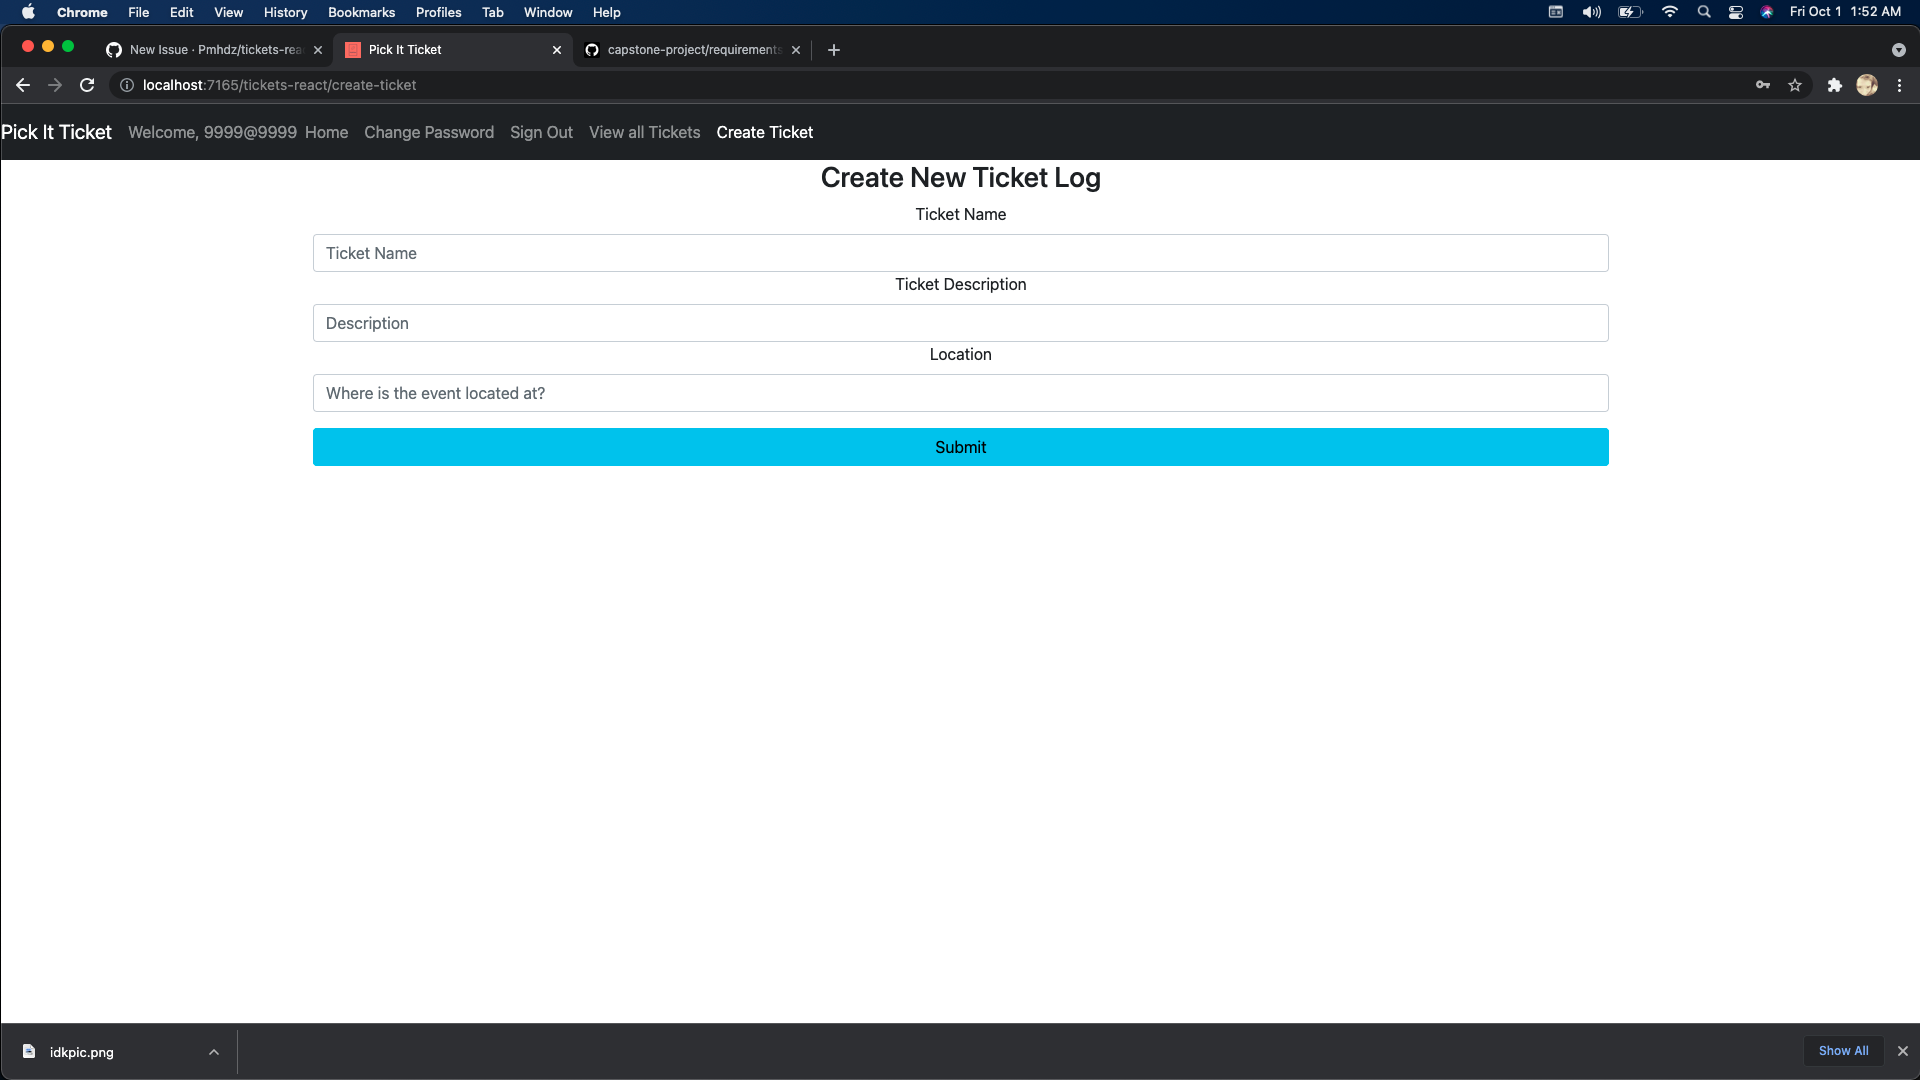 Chrome File Edit View History Bookmarks Profiles Tab Window Help Fri Oct 1 1:52 AM
New Issue · Pmhdz/tickets-rea Pick It Ticket capstone-project/requirements
localhost:7165/tickets-react/create-ticket
Pick It Ticket Welcome, 9999@9999 Home Change Password Sign Out View all Tickets Create Ticket
Create New Ticket Log
Ticket Name
Ticket Name
Ticket Description
Description
Location
Where is the event located at?
Submit
idkpic.png Show All